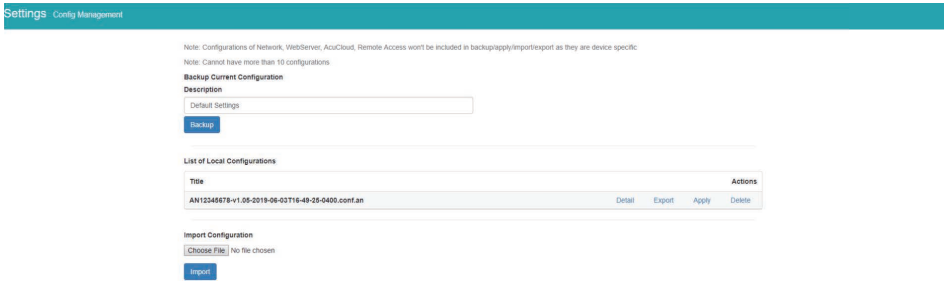 Settings Config Management
Note: Configurations of Network, WebServer, AcuCloud, Remote Access won't be included in backup/apply/import/export as they are device specific
Note: Cannot have more than 10 configurations
Backup Current Configuration
Description
Default Settings
Backup
List of Local Configurations
Title Actions
AN12345678-v1.05-2019-06-03T16-49-25-0400.conf.an Detail Export Apply Delete
Import Configuration
Choose File No file chosen
Import